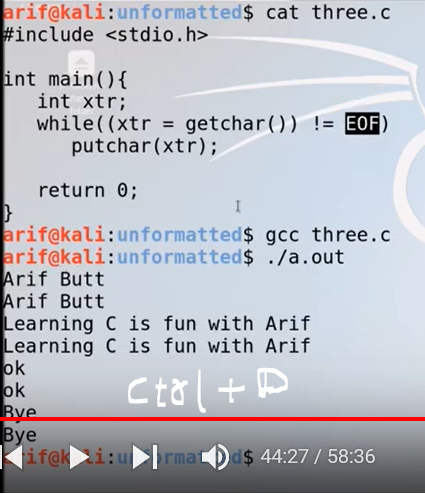 arif@kali:unformatted$ cat three.c
#include <stdio.h>
int main(){
   int xtr;
   while((xtr = getchar()) != EOF)
      putchar(xtr);
   return 0;
}
arif@kali:unformatted$ gcc three.c
arif@kali:unformatted$ ./a.out
Arif Butt
Arif Butt
Learning C is fun with Arif
Learning C is fun with Arif
ok
ok
Ctrl + D
Bye
Bye
arif@kali:unformatted$
44:27 / 58:36